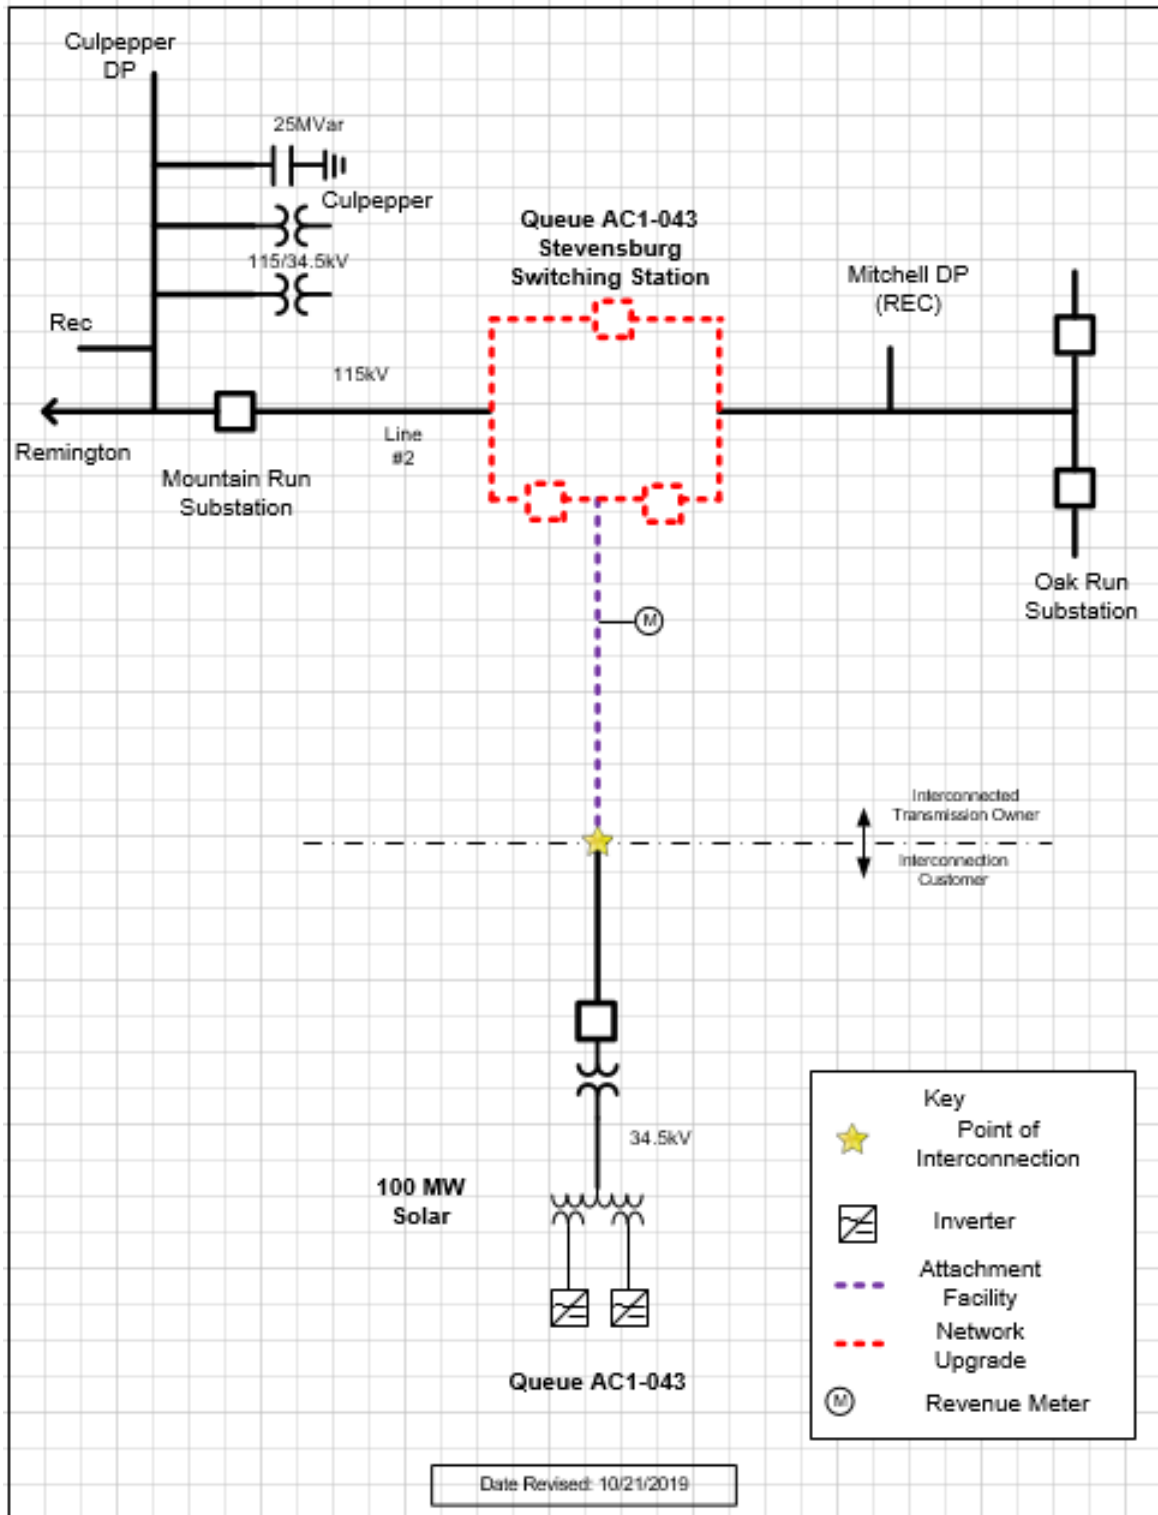 Culpepper
DP
25MVar
Culpepper
115/34.5kV
Rec
Remington
Mountain Run
Substation
115kV
Line
#2
Queue AC1-043
Stevensburg
Switching Station
Mitchell DP
(REC)
Oak Run
Substation
M
Interconnected
Transmission Owner
Interconnection
Customer
34.5kV
100 MW
Solar
Queue AC1-043
Key
Point of
Interconnection
Inverter
Attachment
Facility
Network
Upgrade
M
Revenue Meter
Date Revised: 10/21/2019